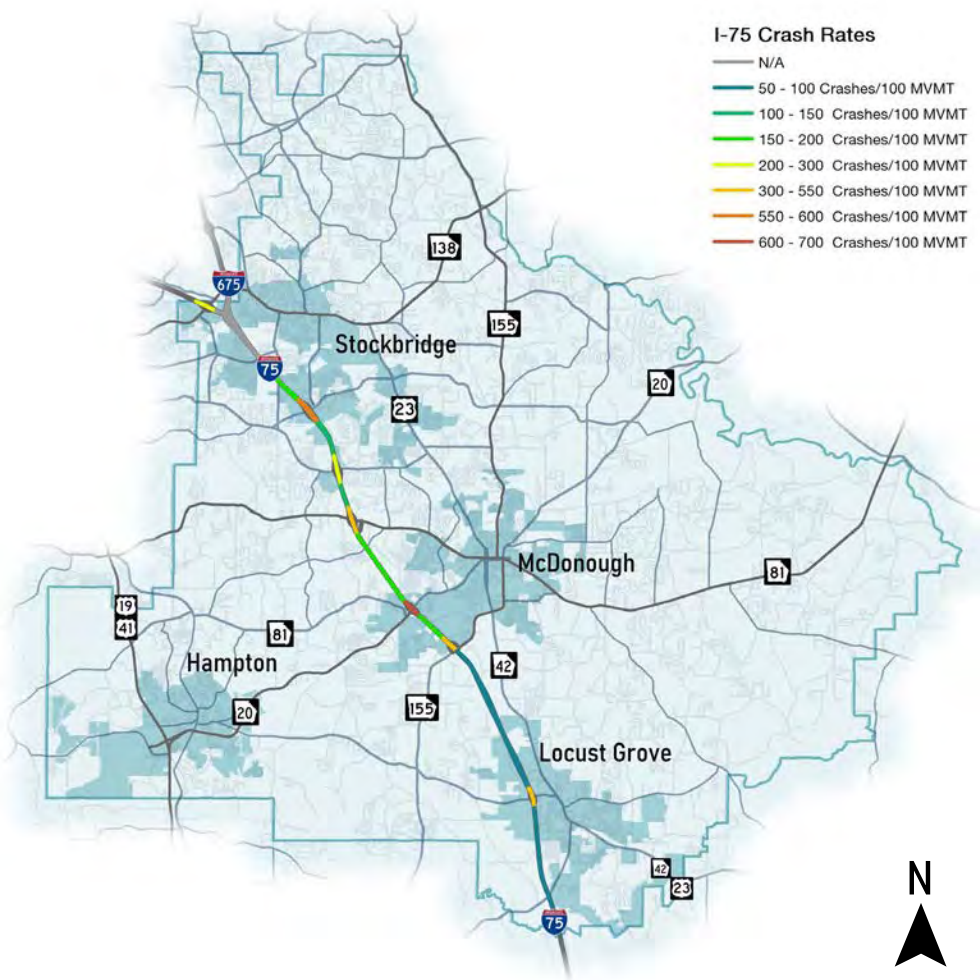 I-75 Crash Rates
N/A
50 - 100 Crashes/100 MVMT
100 - 150 Crashes/100 MVMT
150 - 200 Crashes/100 MVMT
200 - 300 Crashes/100 MVMT
300 - 550 Crashes/100 MVMT
550 - 600 Crashes/100 MVMT
600 - 700 Crashes/100 MVMT
138
675
155
Stockbridge
75
20
23
McDonough
81
19
41
81
Hampton
42
20
155
Locust Grove
42
23
N
75